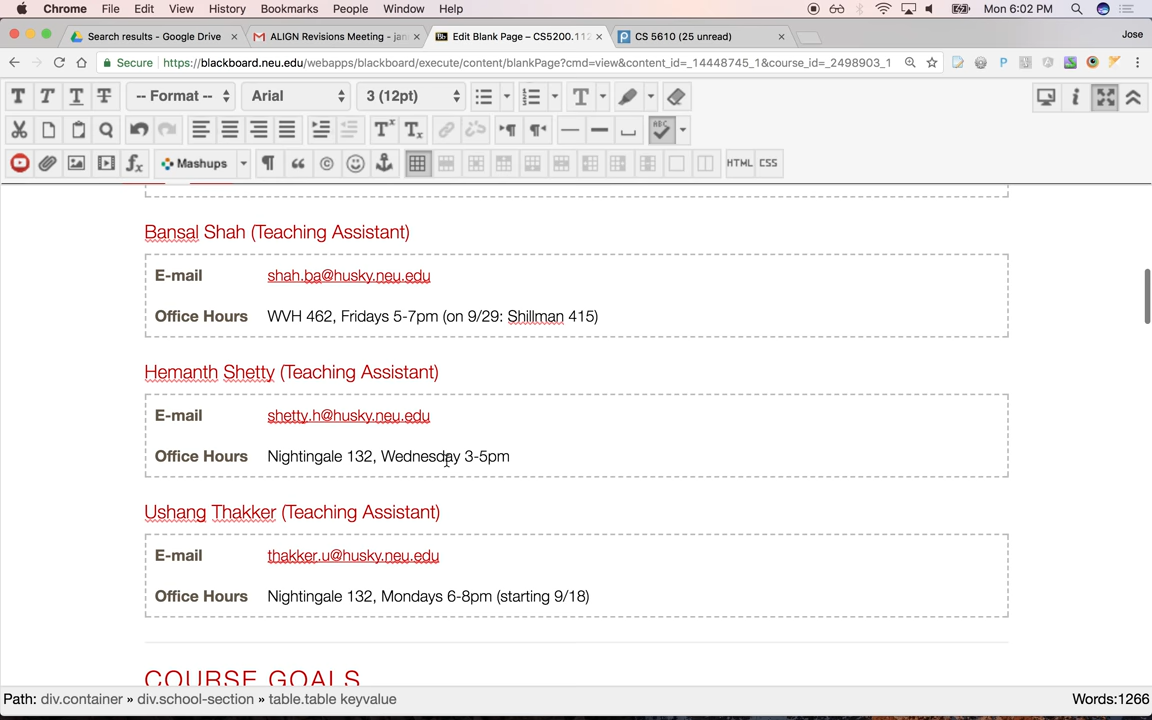 Chrome File Edit View History Bookmarks People Window Help Mon 6:02 PM
Search results - Google Drive ALIGN Revisions Meeting - jan Edit Blank Page – CS5200.112 CS 5610 (25 unread) Jose
Secure https://blackboard.neu.edu/webapps/blackboard/execute/content/blankPage?cmd=view&content_id=_14448745_1&course_id=_2498903_1
T T T T -- Format -- Arial 3 (12pt) T
ABC
Mashups HTML CSS
Bansal Shah (Teaching Assistant)
E-mail shah.ba@husky.neu.edu
Office Hours WVH 462, Fridays 5-7pm (on 9/29: Shillman 415)
Hemanth Shetty (Teaching Assistant)
E-mail shetty.h@husky.neu.edu
Office Hours Nightingale 132, Wednesday 3-5pm
Ushang Thakker (Teaching Assistant)
E-mail thakker.u@husky.neu.edu
Office Hours Nightingale 132, Mondays 6-8pm (starting 9/18)
COURSE GOALS
Path: div.container » div.school-section » table.table keyvalue Words:1266